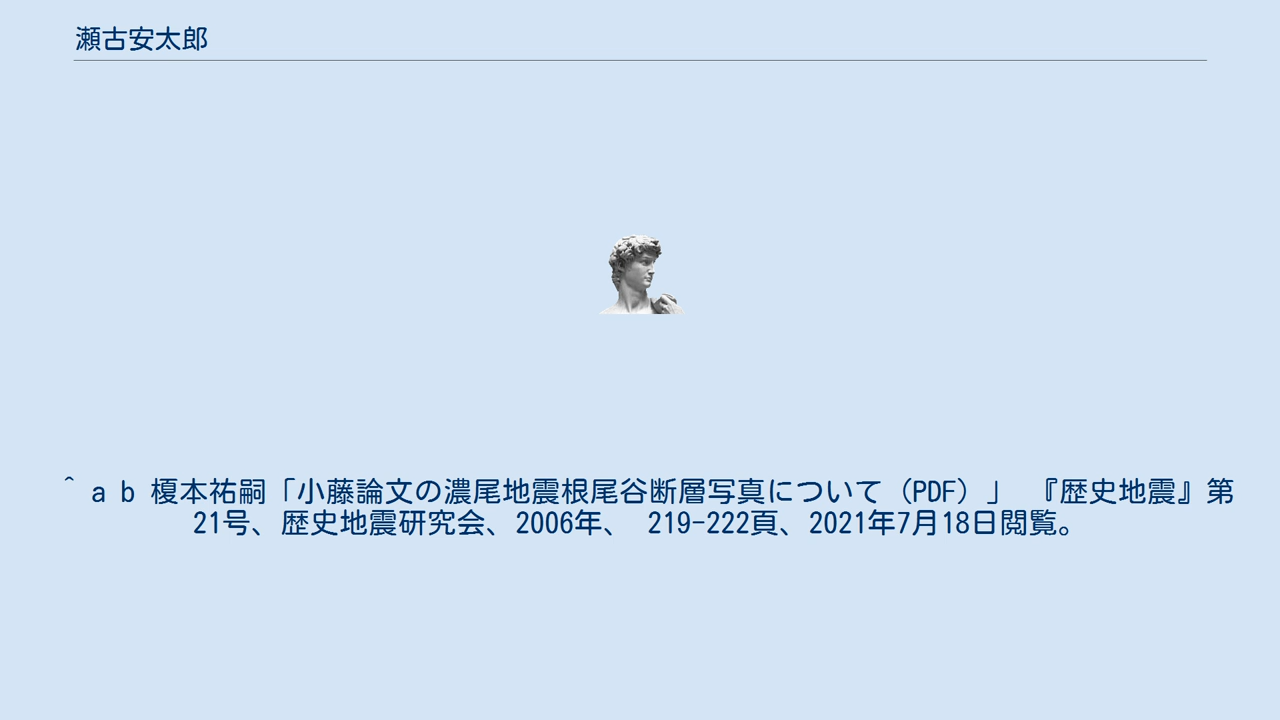 瀬古安太郎
^ a b 榎本祐嗣「小藤論文の濃尾地震根尾谷断層写真について（PDF）」 『歴史地震』第
21号、歴史地震研究会、2006年、 219-222頁、2021年7月18日閲覧。